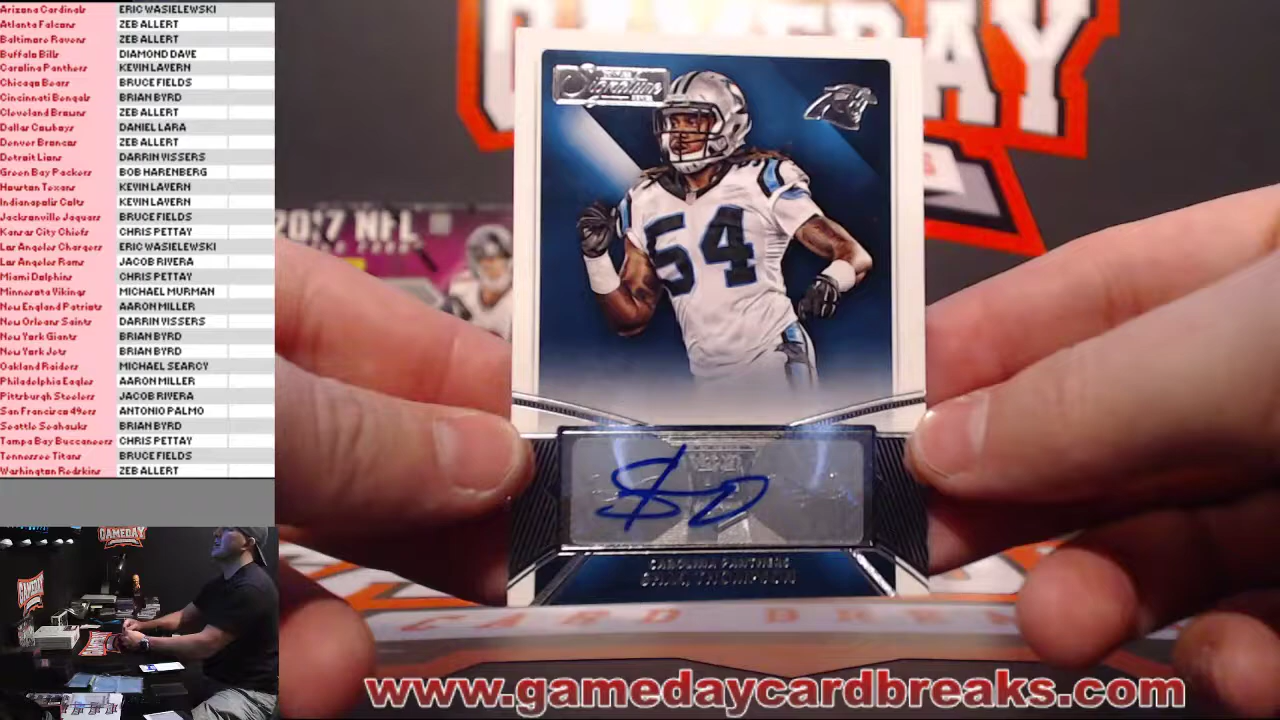 Arizona Cardinals ERIC WASIELEWSKI
Atlanta Falcons ZEB ALLERT
Baltimore Ravens ZEB ALLERT
Buffalo Bills DIAMOND DAVE
Carolina Panthers KEVIN LAVERN
Chicago Bears BRUCE FIELDS
Cincinnati Bengals BRIAN BYRD
Cleveland Browns ZEB ALLERT
Dallas Cowboys DANIEL LARA
Denver Broncos ZEB ALLERT
Detroit Lions DARRIN VISSERS
Green Bay Packers BOB HARENBERG
Houston Texans KEVIN LAVERN
Indianapolis Colts KEVIN LAVERN
Jacksonville Jaguars BRUCE FIELDS
Kansas City Chiefs CHRIS PETTAY
Los Angeles Chargers ERIC WASIELEWSKI
Los Angeles Rams JACOB RIVERA
Miami Dolphins CHRIS PETTAY
Minnesota Vikings MICHAEL MURMAN
New England Patriots AARON MILLER
New Orleans Saints DARRIN VISSERS
New York Giants BRIAN BYRD
New York Jets BRIAN BYRD
Oakland Raiders MICHAEL SEARCY
Philadelphia Eagles AARON MILLER
Pittsburgh Steelers JACOB RIVERA
San Francisco 49ers ANTONIO PALMO
Seattle Seahawks BRIAN BYRD
Tampa Bay Buccaneers CHRIS PETTAY
Tennessee Titans BRUCE FIELDS
Washington Redskins ZEB ALLERT
GAMEDAY
GAMEDAY
2017 NFL
54
CAROLINA PANTHERS
SHAQ THOMPSON
CARD BREA
www.gamedaycardbreaks.com